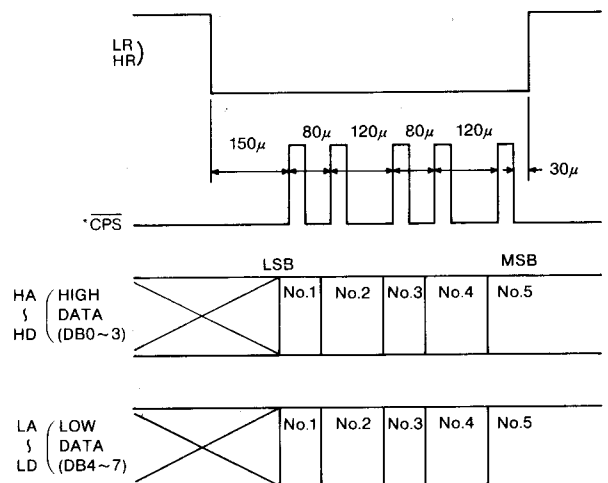 LR
HR)
150μ 80μ 120μ 80μ 120μ 30μ
*CPS
LSB MSB
HA HIGH No.1 No.2 No.3 No.4 No.5
∫ DATA
HD (DB0~3)
LA LOW No.1 No.2 No.3 No.4 No.5
∫ DATA
LD (DB4~7)